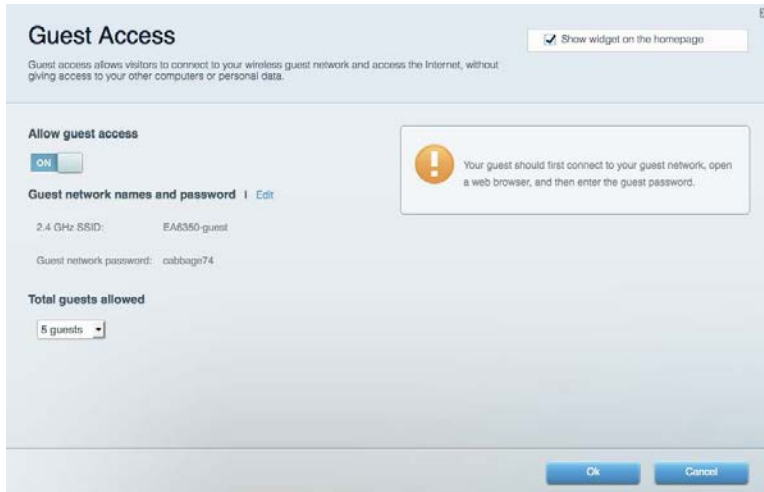 Guest Access
Show widget on the homepage
Guest access allows visitors to connect to your wireless guest network and access the Internet, without
giving access to your other computers or personal data.
Allow guest access
ON
Your guest should first connect to your guest network, open
a web browser, and then enter the guest password.
Guest network names and password | Edit
2.4 GHz SSID: EA6350-guest
Guest network password: cabbage74
Total guests allowed
5 guests
Ok Cancel